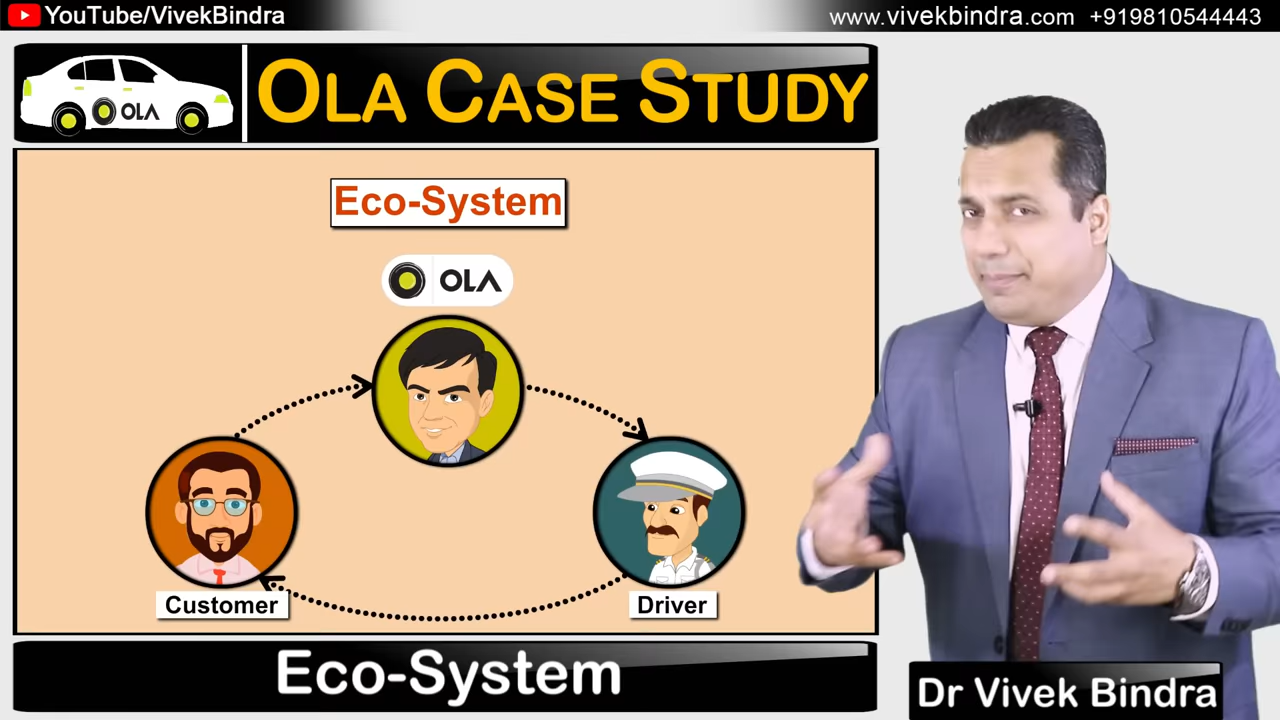 YouTube/VivekBindra
www.vivekbindra.com +919810544443
OLA
OLA CASE STUDY
Eco-System
OLA
Customer
Driver
Eco-System
Dr Vivek Bindra